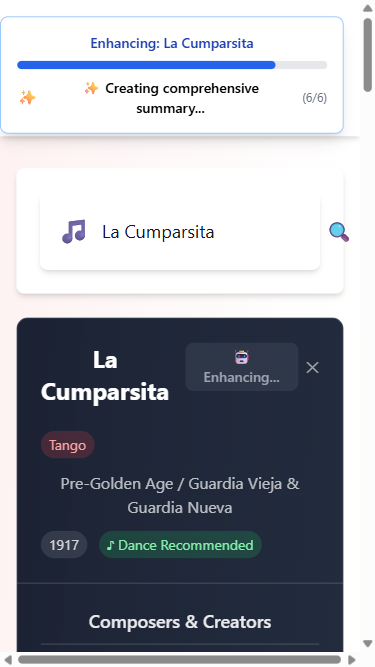 Enhancing: La Cumparsita
✨ Creating comprehensive
summary...
(6/6)
La Cumparsita
La
Cumparsita
Enhancing...
Tango
Pre-Golden Age / Guardia Vieja &
Guardia Nueva
1917
♪ Dance Recommended
Composers & Creators